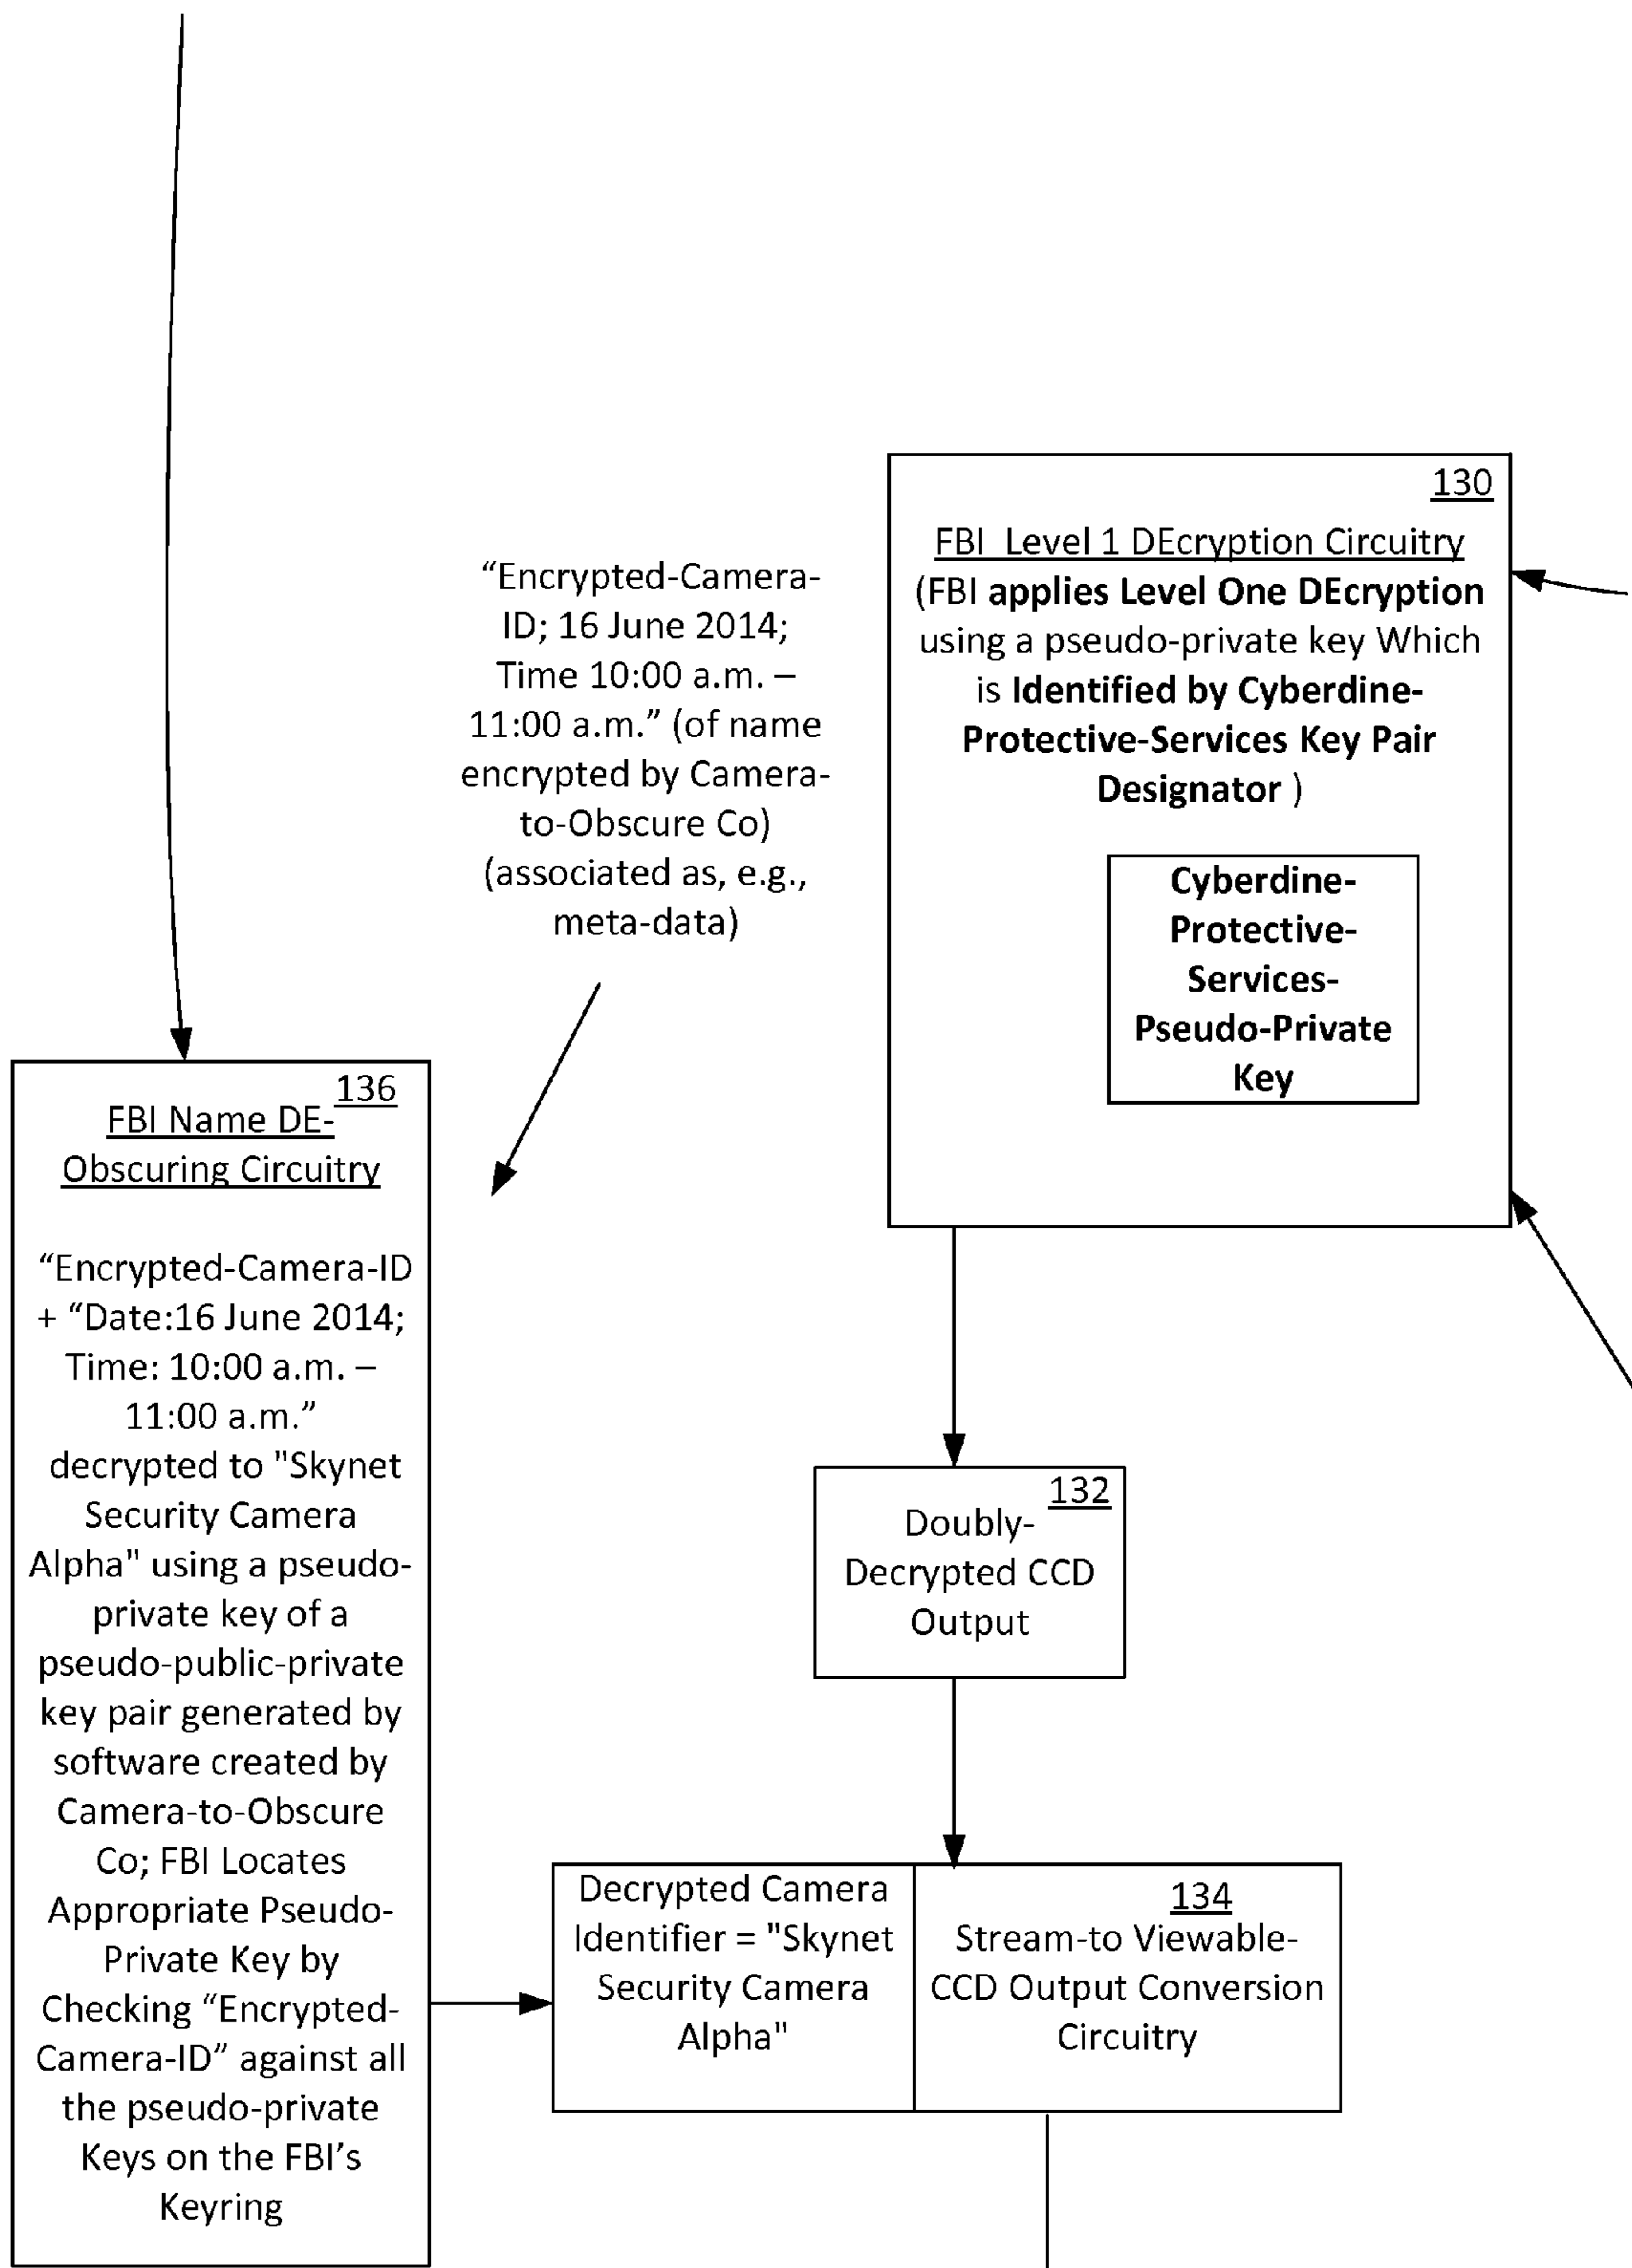 130
FBI  Level 1 DEcryption Circuitry
(FBI applies Level One DEcryption
using a pseudo-private key Which
is Identified by Cyberdine-
Protective-Services Key Pair
Designator )
Cyberdine-
Protective-
Services-
Pseudo-Private
Key
“Encrypted-Camera-
ID; 16 June 2014;
Time 10:00 a.m. –
11:00 a.m.” (of name
encrypted by Camera-
to-Obscure Co)
(associated as, e.g.,
meta-data)
136
FBI Name DE-
Obscuring Circuitry
“Encrypted-Camera-ID
+ “Date:16 June 2014;
Time: 10:00 a.m. –
11:00 a.m.”
decrypted to "Skynet
Security Camera
Alpha" using a pseudo-
private key of a
pseudo-public-private
key pair generated by
software created by
Camera-to-Obscure
Co; FBI Locates
Appropriate Pseudo-
Private Key by
Checking “Encrypted-
Camera-ID” against all
the pseudo-private
Keys on the FBI’s
Keyring
132
Doubly-
Decrypted CCD
Output
Decrypted Camera
Identifier = "Skynet
Security Camera
Alpha"
134
Stream-to Viewable-
CCD Output Conversion
Circuitry